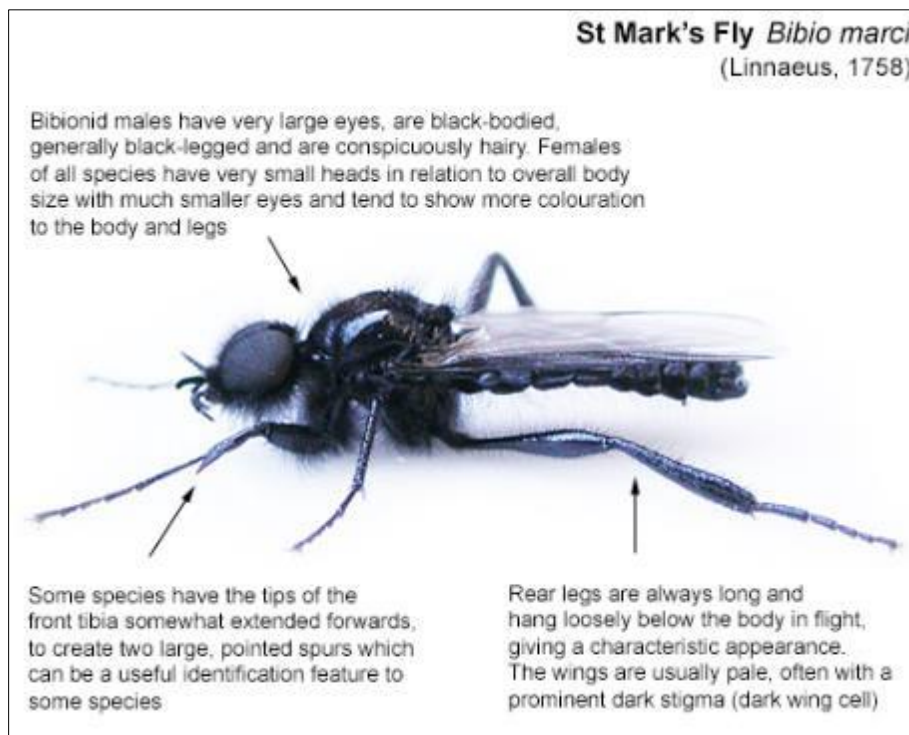 St Mark's Fly Bibio marci
(Linnaeus, 1758)
Bibionid males have very large eyes, are black-bodied,
generally black-legged and are conspicuously hairy. Females
of all species have very small heads in relation to overall body
size with much smaller eyes and tend to show more colouration
to the body and legs
Some species have the tips of the
front tibia somewhat extended forwards,
to create two large, pointed spurs which
can be a useful identification feature to
some species
Rear legs are always long and
hang loosely below the body in flight,
giving a characteristic appearance.
The wings are usually pale, often with a
prominent dark stigma (dark wing cell)